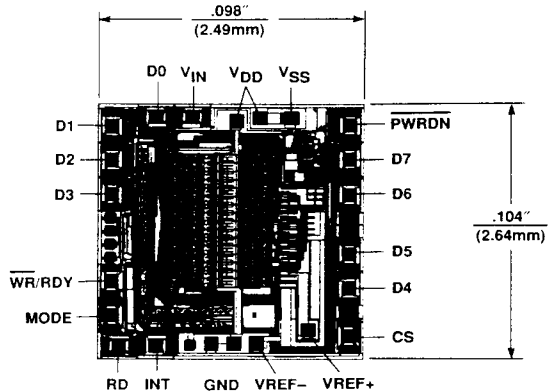 .098"
(2.49mm)
D0 VIN VDD VSS
D1 PWRDN
D2 D7
D3 D6
.104"
(2.64mm)
D5
WR/RDY D4
MODE CS
RD INT GND VREF− VREF+